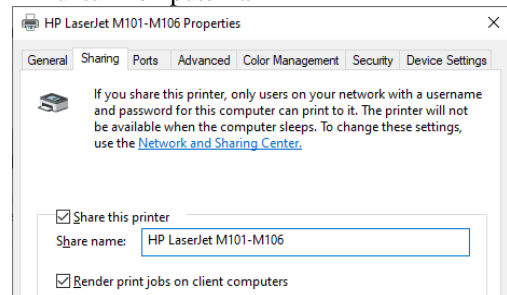 HP LaserJet M101-M106 Properties
General Sharing Ports Advanced Color Management Security Device Settings
If you share this printer, only users on your network with a username
and password for this computer can print to it. The printer will not
be available when the computer sleeps. To change these settings,
use the Network and Sharing Center.
Share this printer
Share name: HP LaserJet M101-M106
Render print jobs on client computers